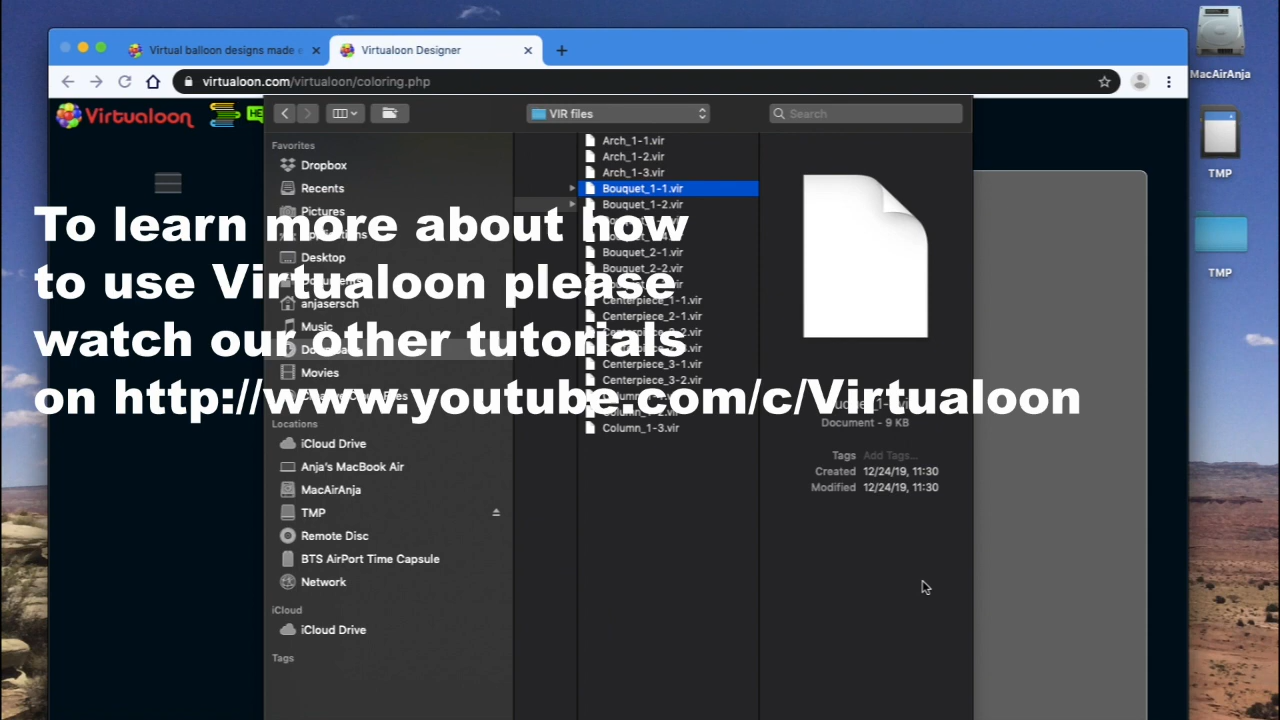 Virtual balloon designs made
Virtualoon Designer
virtualoon.com/virtualoon/coloring.php
MacAirAnja
Virtualoon
VIR files
Search
Favorites
Dropbox
Recents
Pictures
Desktop
anjasersch
Music
Movies
Locations
iCloud Drive
Anja's MacBook Air
MacAirAnja
TMP
Remote Disc
BTS AirPort Time Capsule
Network
iCloud
iCloud Drive
Tags
Arch_1-1.vir
Arch_1-2.vir
Arch_1-3.vir
Bouquet_1-1.vir
Bouquet_1-2.vir
Bouquet_2-1.vir
Bouquet_2-2.vir
Centerpiece_1-1.vir
Centerpiece_2-1.vir
Centerpiece_3-1.vir
Centerpiece_3-2.vir
Column_1-3.vir
Document - 9 KB
Tags Add Tags...
Created 12/24/19, 11:30
Modified 12/24/19, 11:30
TMP
TMP
To learn more about how
to use Virtualoon please
watch our other tutorials
on http://www.youtube.com/c/Virtualoon